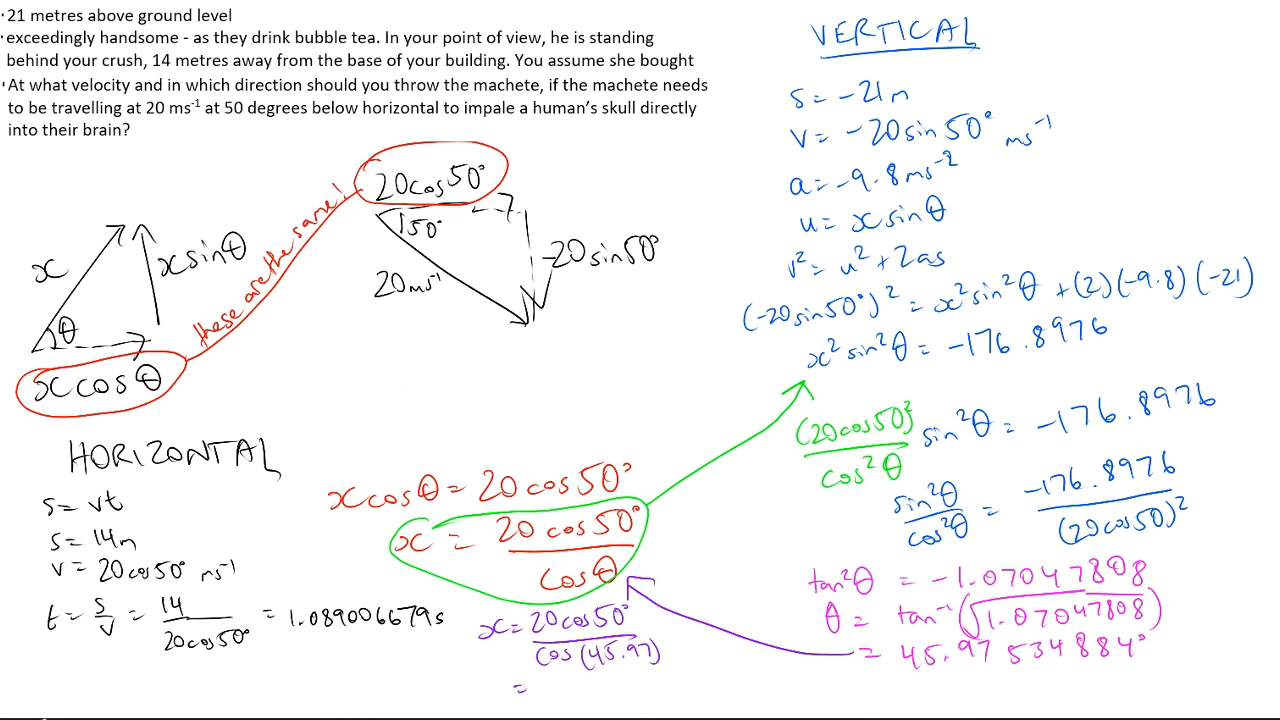 · 21 metres above ground level
· exceedingly handsome - as they drink bubble tea. In your point of view, he is standing
behind your crush, 14 metres away from the base of your building. You assume she bought
· At what velocity and in which direction should you throw the machete, if the machete needs
to be travelling at 20 ms⁻¹ at 50 degrees below horizontal to impale a human's skull directly
into their brain?
x
x sinθ
θ
x cosθ
these are the same!
20cos50°
50°
20ms⁻¹
-20sin50°
HORIZONTAL
s = vt
s = 14m
v = 20cos50° ms⁻¹
t = s/v = 14/20cos50° = 1.089006679s
x cosθ = 20cos50°
x = 20cos50°/cosθ
x = 20cos50°/cos(45.97)
=
VERTICAL
s = -21m
v = -20sin50° ms⁻¹
a = -9.8ms⁻²
u = x sinθ
v² = u² + 2as
(-20sin50°)² = x²sin²θ + (2)(-9.8)(-21)
x²sin²θ = -176.8976
(20cos50)²/cos²θ sin²θ = -176.8976
sin²θ/cos²θ = -176.8976/(20cos50)²
tan²θ = -1.07047808
θ = tan⁻¹(√1.07047808)
= 45.97534884°